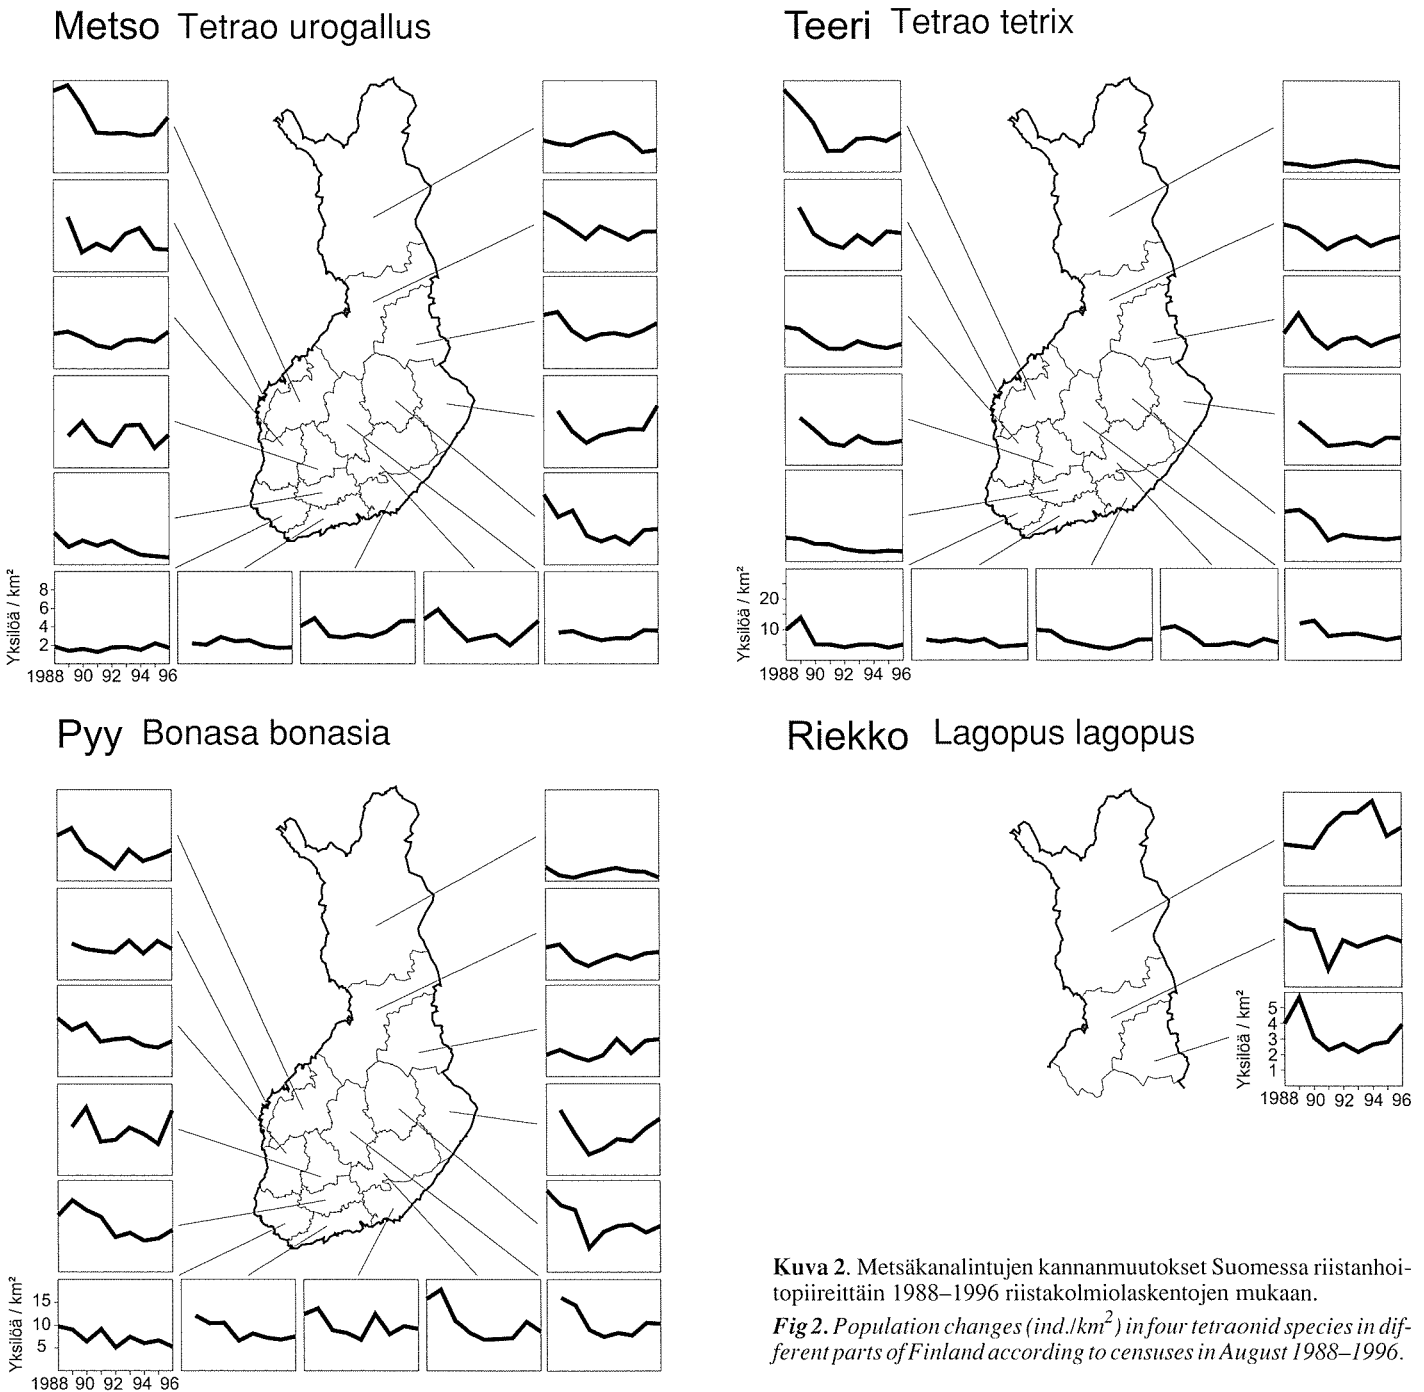 Metso Tetrao urogallus
Teeri Tetrao tetrix
Yksilöä / km²
8
6
4
2
1988 90 92 94 96
Yksilöä / km²
20
10
1988 90 92 94 96
Pyy Bonasa bonasia
Riekko Lagopus lagopus
Yksilöä / km²
15
10
5
1988 90 92 94 96
Yksilöä / km²
5
4
3
2
1
1988 90 92 94 96
Kuva 2. Metsäkanalintujen kannanmuutokset Suomessa riistanhoi-
topiireittäin 1988–1996 riistakolmiolaskentojen mukaan.
Fig 2. Population changes (ind./km²) in four tetraonid species in dif-
ferent parts of Finland according to censuses in August 1988–1996.